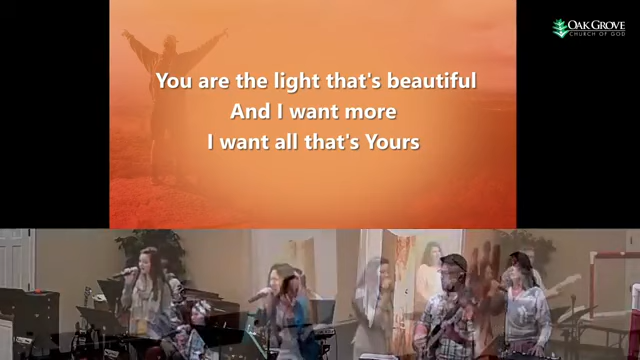 You are the light that's beautiful
And I want more
I want all that's Yours
OAK GROVE
CHURCH OF GOD